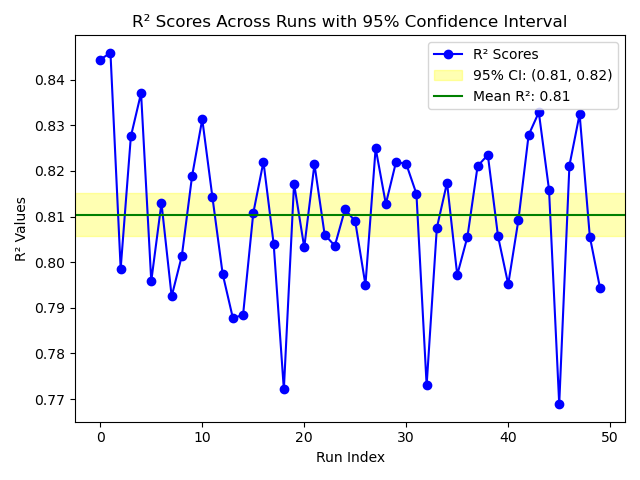 R² Scores Across Runs with 95% Confidence Interval
R² Scores
95% CI: (0.81, 0.82)
Mean R²: 0.81
R² Values
0.84
0.83
0.82
0.81
0.80
0.79
0.78
0.77
0 10 20 30 40 50
Run Index